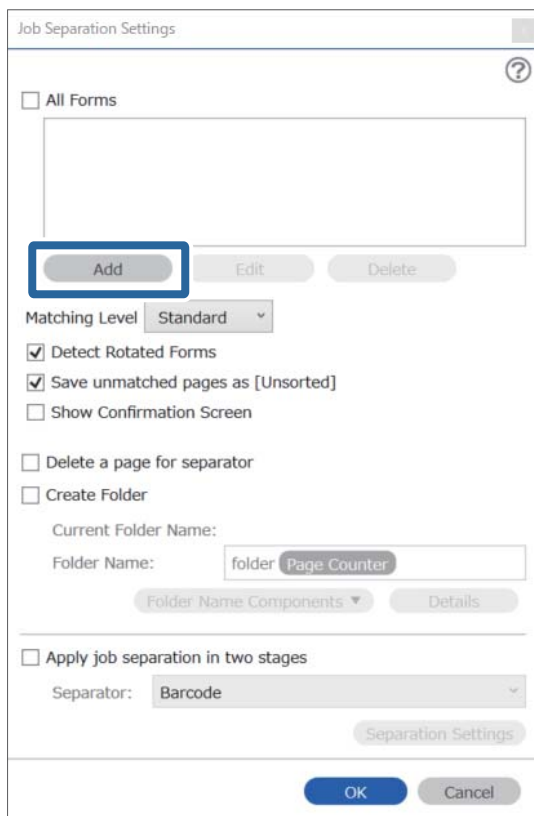 Job Separation Settings
?
All Forms
Add Edit Delete
Matching Level Standard
Detect Rotated Forms
Save unmatched pages as [Unsorted]
Show Confirmation Screen
Delete a page for separator
Create Folder
Current Folder Name:
Folder Name: folder Page Counter
Folder Name Components ▼ Details
Apply job separation in two stages
Separator: Barcode
Separation Settings
OK Cancel